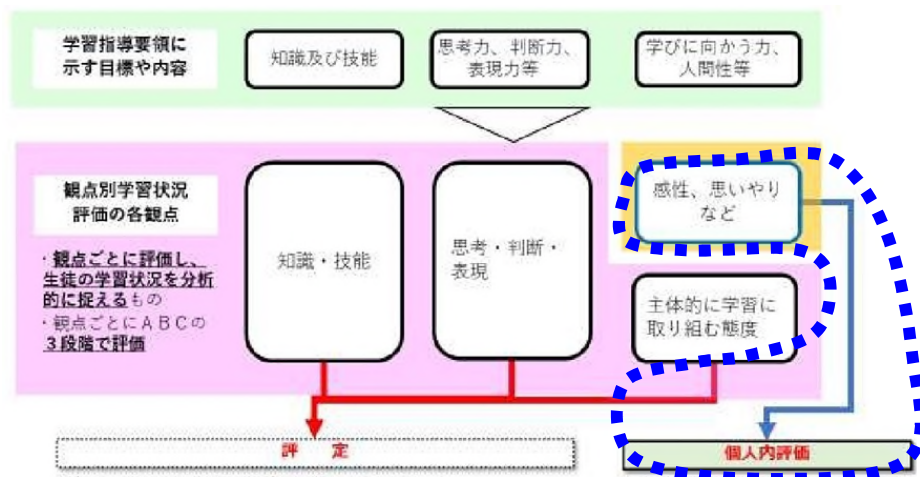 学習指導要領に
示す目標や内容
知識及び技能
思考力、判断力、
表現力等
学びに向かう力、
人間性等
観点別学習状況
評価の各観点
・観点ごとに評価し、
生徒の学習状況を分析
的に捉えるもの
・観点ごとにＡＢＣの
３段階で評価
知識・技能
思考・判断・
表現
感性、思いやり
など
主体的に学習に
取り組む態度
評　定
個人内評価